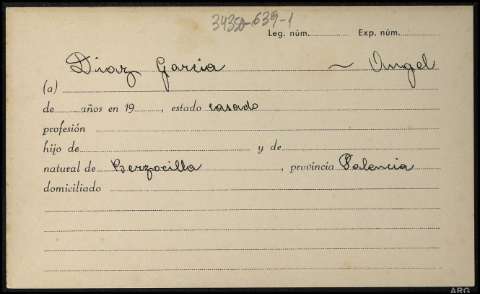 34350-639-1
Leg. núm. Exp. núm.
Diaz Garcia ~ Angel
(a)
de años en 19 , estado casado
profesión
hijo de y de
natural de Berzocilla , provincia Palencia
domiciliado
ARG